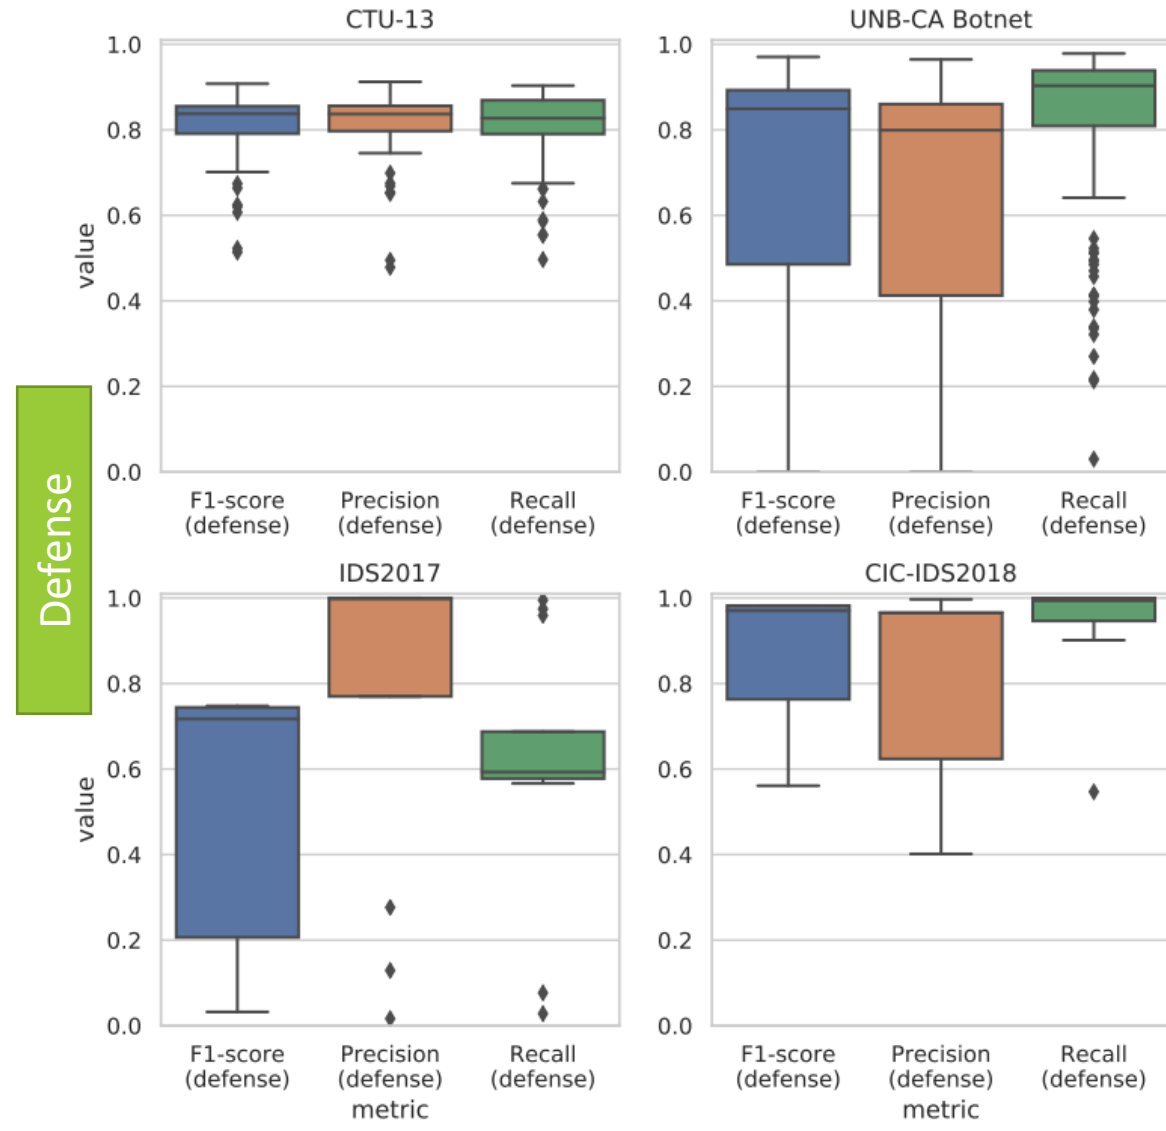 CTU-13
1.0
0.8
0.6
0.4
0.2
0.0
value
F1-score
(defense)
Precision
(defense)
Recall
(defense)
UNB-CA Botnet
1.0
0.8
0.6
0.4
0.2
0.0
F1-score
(defense)
Precision
(defense)
Recall
(defense)
Defense
IDS2017
1.0
0.8
0.6
0.4
0.2
0.0
value
F1-score
(defense)
Precision
(defense)
Recall
(defense)
metric
CIC-IDS2018
1.0
0.8
0.6
0.4
0.2
0.0
F1-score
(defense)
Precision
(defense)
Recall
(defense)
metric